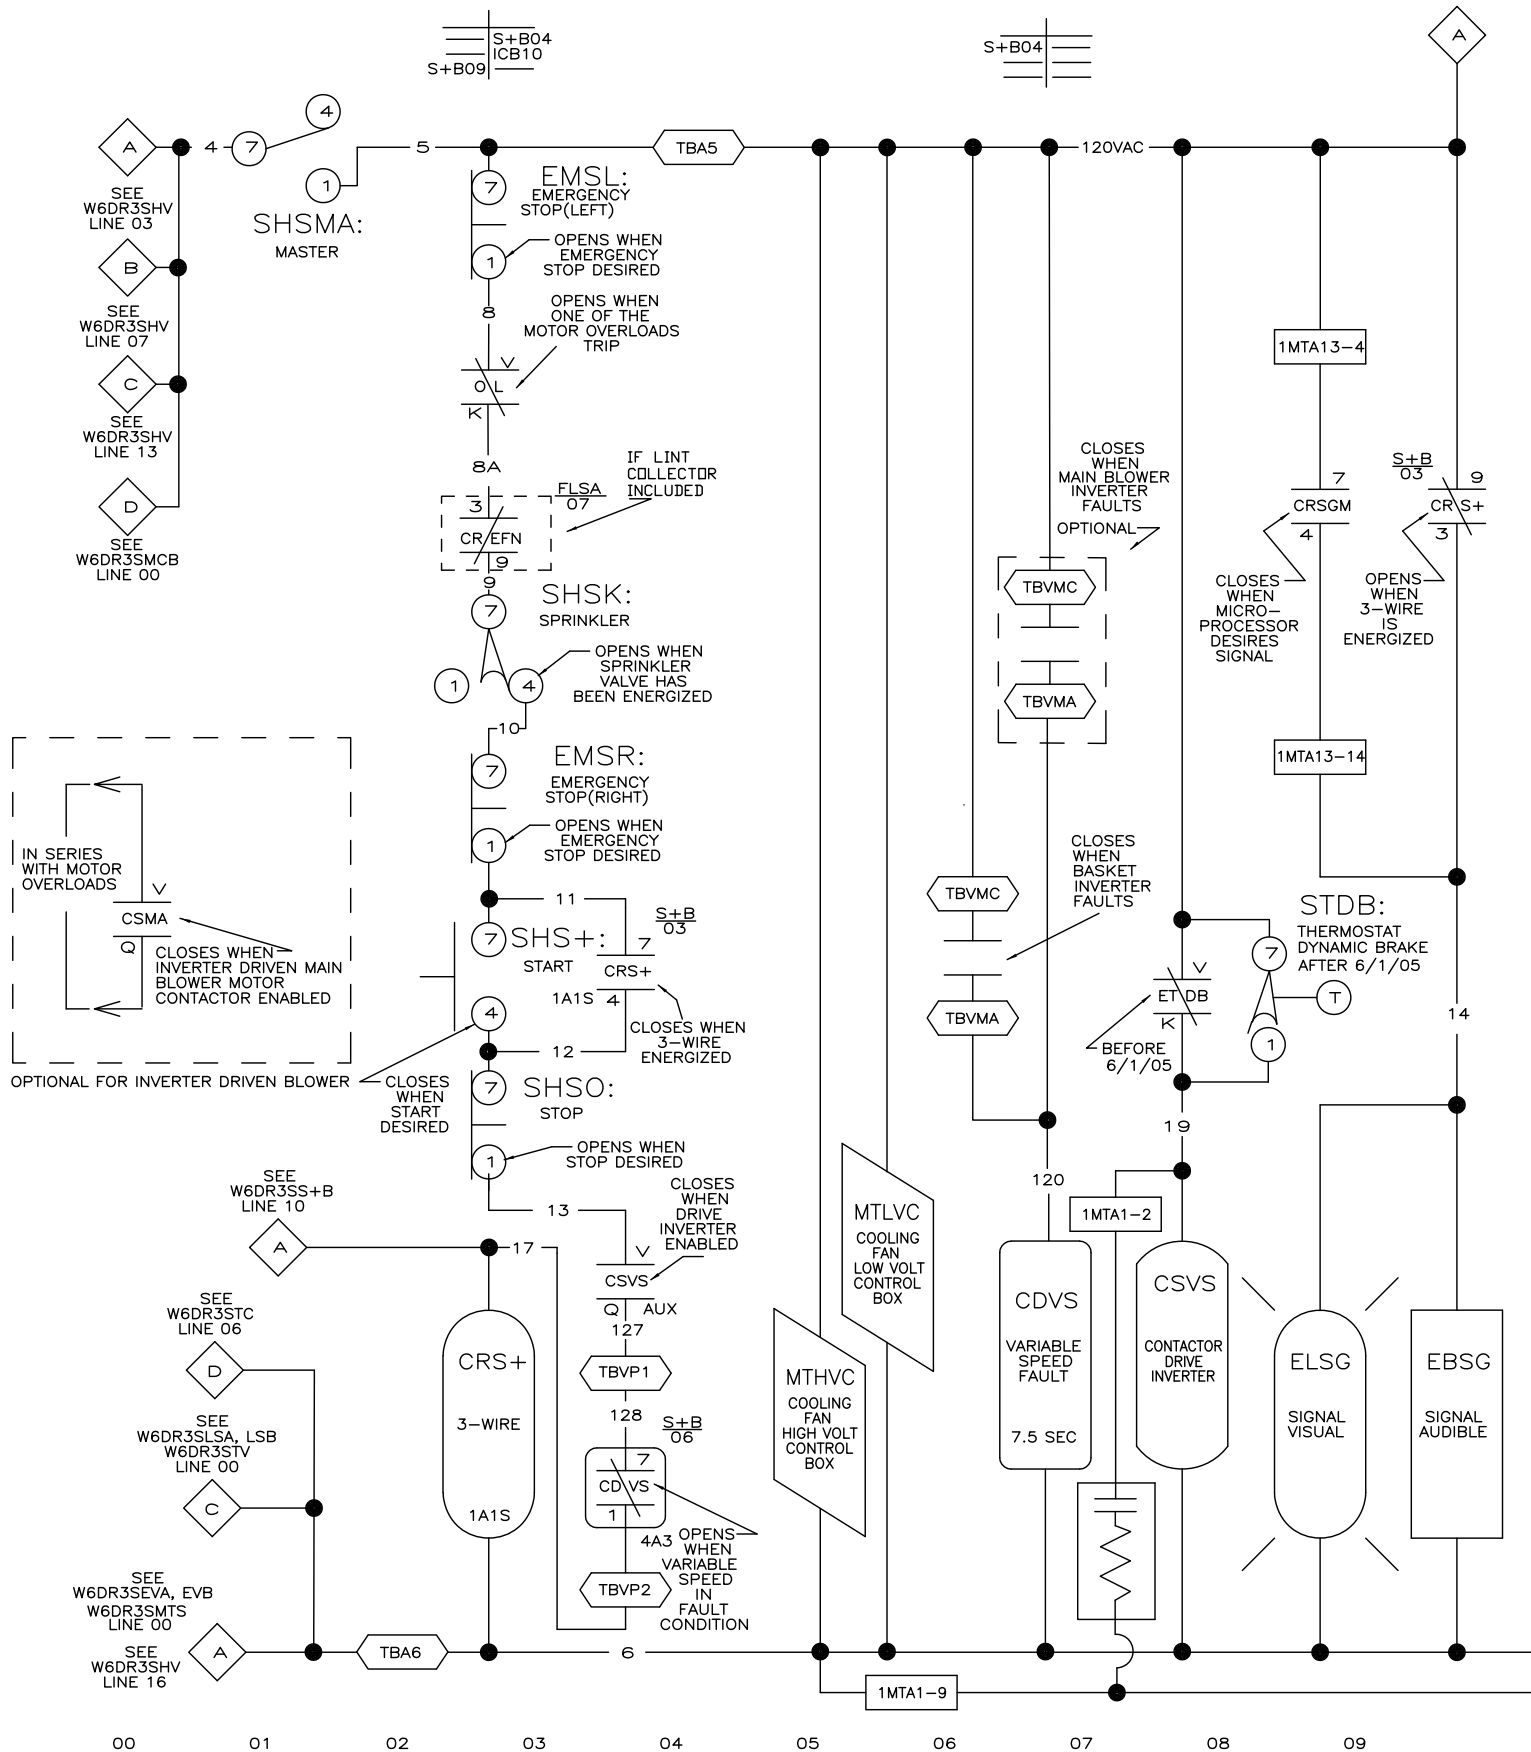 S+B04
ICB10
S+B09
S+B04
A
A
4
7
4
5
TBA5
120VAC
1
SHSMA:
MASTER
SEE
W6DR3SHV
LINE 03
B
SEE
W6DR3SHV
LINE 07
C
SEE
W6DR3SHV
LINE 13
D
SEE
W6DR3SMCB
LINE 00
7
EMSL:
EMERGENCY
STOP(LEFT)
1
OPENS WHEN
EMERGENCY
STOP DESIRED
8
OPENS WHEN
ONE OF THE
MOTOR OVERLOADS
TRIP
V
OL
K
8A
IF LINT
COLLECTOR
INCLUDED
FLSA
07
3
CR EFN
9
9
7
SHSK:
SPRINKLER
1
4
OPENS WHEN
SPRINKLER
VALVE HAS
BEEN ENERGIZED
10
7
EMSR:
EMERGENCY
STOP(RIGHT)
1
OPENS WHEN
EMERGENCY
STOP DESIRED
11
S+B
03
7
SHS+:
START
7
CRS+
4
1A1S
4
CLOSES WHEN
3-WIRE
ENERGIZED
12
IN SERIES
WITH MOTOR
OVERLOADS
V
CSMA
Q
CLOSES WHEN
INVERTER DRIVEN MAIN
BLOWER MOTOR
CONTACTOR ENABLED
OPTIONAL FOR INVERTER DRIVEN BLOWER
CLOSES
WHEN
START
DESIRED
7
SHSO:
STOP
1
OPENS WHEN
STOP DESIRED
13
CLOSES
WHEN
DRIVE
INVERTER
ENABLED
SEE
W6DR3SS+B
LINE 10
A
17
V
CSVS
Q
AUX
127
TBVP1
128
S+B
06
7
CD VS
1
4A3
OPENS
WHEN
VARIABLE
SPEED
IN
FAULT
CONDITION
TBVP2
CRS+
3-WIRE
1A1S
SEE
W6DR3STC
LINE 06
D
SEE
W6DR3SLSA, LSB
W6DR3STV
LINE 00
C
SEE
W6DR3SEVA, EVB
W6DR3SMTS
LINE 00
SEE
W6DR3SHV
LINE 16
A
TBA6
6
MTHVC
COOLING
FAN
HIGH VOLT
CONTROL
BOX
MTLVC
COOLING
FAN
LOW VOLT
CONTROL
BOX
CLOSES
WHEN
MAIN BLOWER
INVERTER
FAULTS
OPTIONAL
TBVMC
TBVMA
CLOSES
WHEN
BASKET
INVERTER
FAULTS
TBVMC
TBVMA
120
CDVS
VARIABLE
SPEED
FAULT
7.5 SEC
V
ET DB
K
BEFORE
6/1/05
7
T
1
STDB:
THERMOSTAT
DYNAMIC BRAKE
AFTER 6/1/05
19
1MTA1-2
CSVS
CONTACTOR
DRIVE
INVERTER
1MTA1-9
1MTA13-4
7
CRSGM
4
CLOSES
WHEN
MICRO-
PROCESSOR
DESIRES
SIGNAL
1MTA13-14
S+B
03
9
CR S+
3
OPENS
WHEN
3-WIRE
IS
ENERGIZED
14
ELSG
SIGNAL
VISUAL
EBSG
SIGNAL
AUDIBLE
00 01 02 03 04 05 06 07 08 09